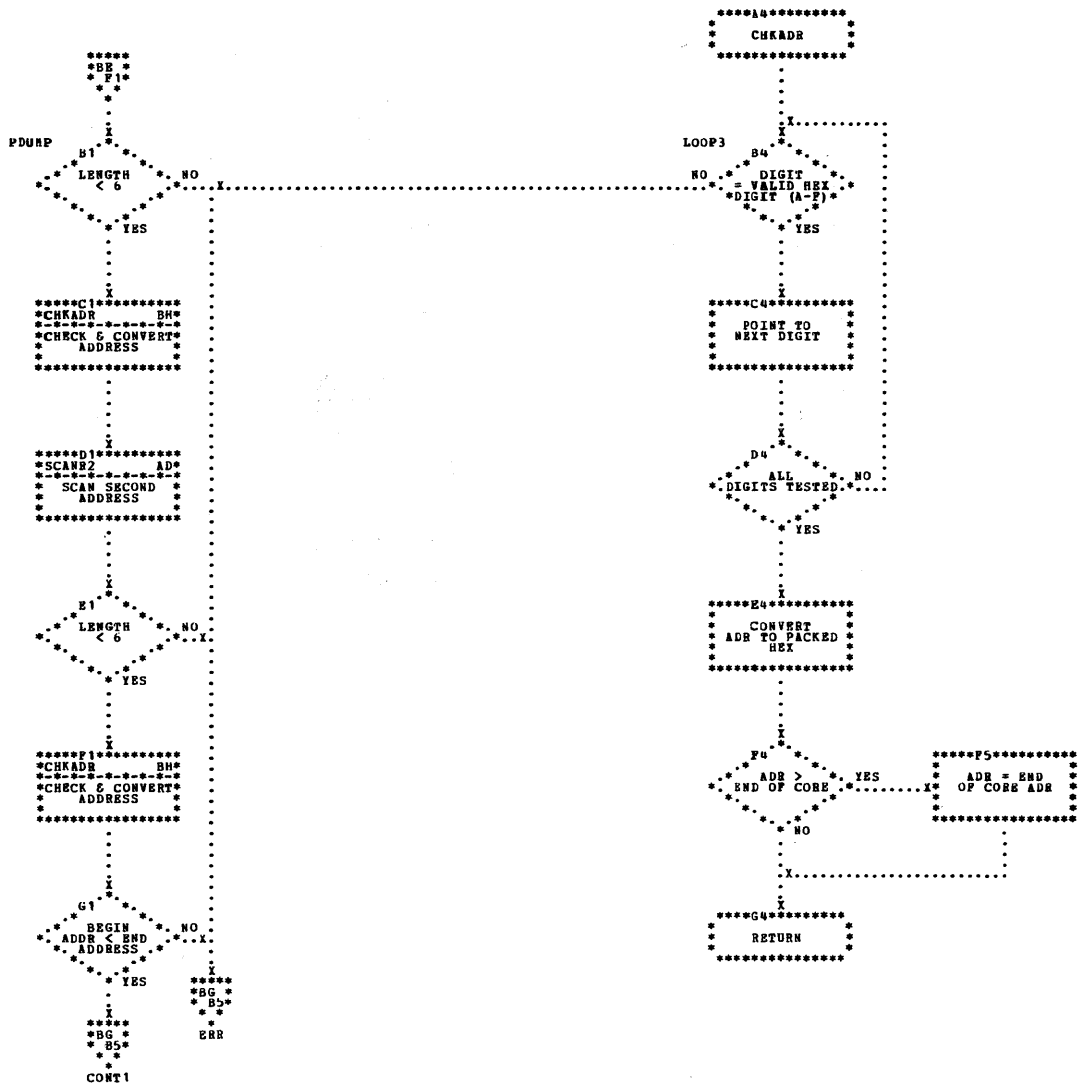 A4
CHKADR
BE
F1
PDUMP
B1
LENGTH
< 6
NO
YES
LOOP3
B4
DIGIT
= VALID HEX
DIGIT (A-F)
NO
YES
C1
CHKADR BH
CHECK & CONVERT
ADDRESS
C4
POINT TO
NEXT DIGIT
D1
SCANR2 AD
SCAN SECOND
ADDRESS
D4
ALL
DIGITS TESTED
NO
YES
E1
LENGTH
< 6
NO
YES
E4
CONVERT
ADR TO PACKED
HEX
F1
CHKADR BH
CHECK & CONVERT
ADDRESS
F4
ADR >
END OF CORE
YES
NO
F5
ADR = END
OF CORE ADR
G1
BEGIN
ADDR < END
ADDRESS
NO
YES
G4
RETURN
BG
B5
ERR
BG
B5
CONT1